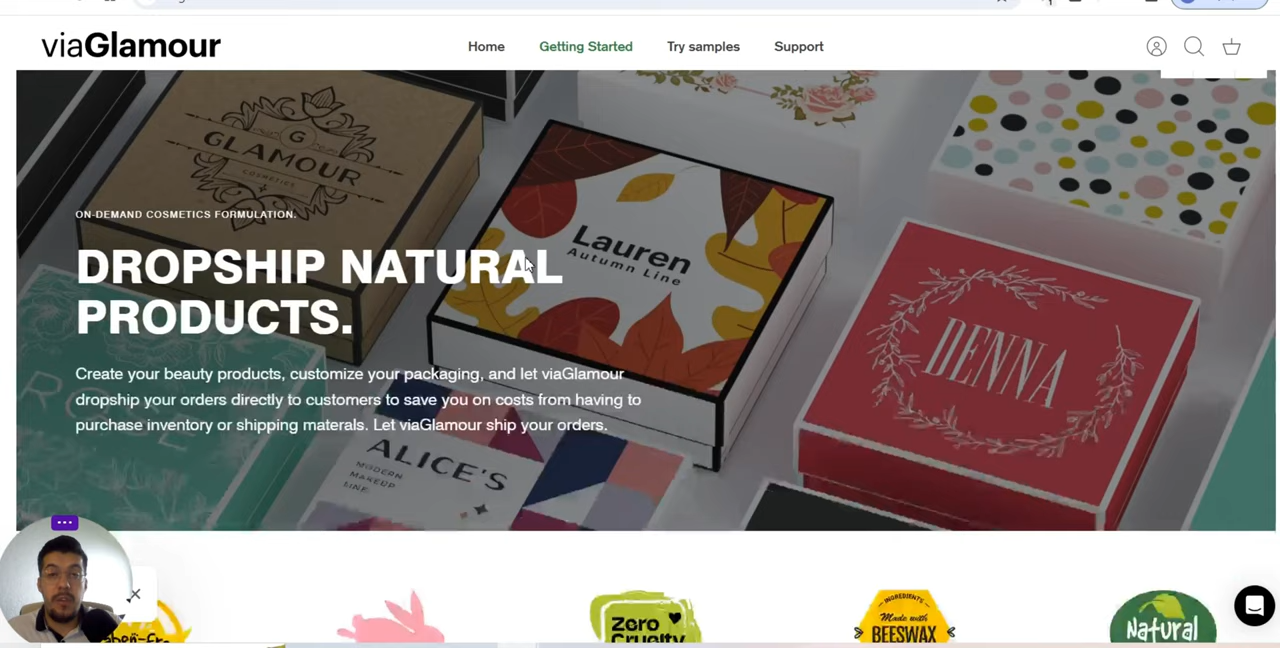 viaGlamour
Home
Getting Started
Try samples
Support
G
GLAMOUR
COSMETICS
Lauren
Autumn Line
DENNA
ON-DEMAND COSMETICS FORMULATION.
DROPSHIP NATURAL
PRODUCTS.
Create your beauty products, customize your packaging, and let viaGlamour
dropship your orders directly to customers to save you on costs from having to
purchase inventory or shipping materals. Let viaGlamour ship your orders.
ALICE'S
MODERN
MAKEUP
LINE.
Zero
Cruelty
INGREDIENTS
Made with
BEESWAX
Natural